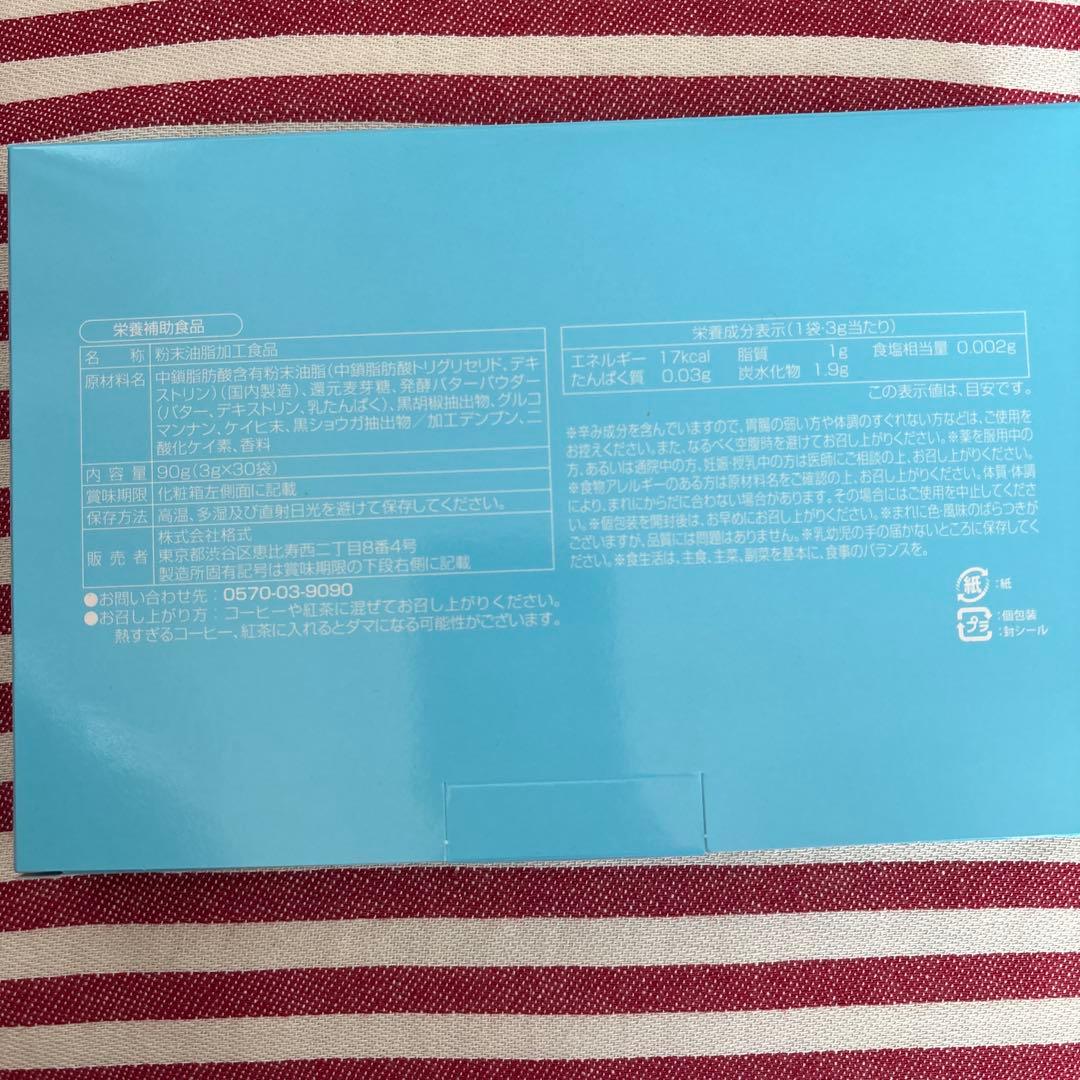 栄養補助食品
名 称 粉末油脂加工食品
原材料名 中鎖脂肪酸含有粉末油脂(中鎖脂肪酸トリグリセリド、デキ
ストリン)(国内製造)、還元麦芽糖、発酵バターパウダー
(バター、デキストリン、乳たんぱく)、黒胡椒抽出物、グルコ
マンナン、ケイヒ末、黒ショウガ抽出物/加工デンプン、二
酸化ケイ素、香料
内 容 量 90g(3g×30袋)
賞味期限 化粧箱左側面に記載
保存方法 高温、多湿及び直射日光を避けて保存してください。
販 売 者 株式会社格式
東京都渋谷区恵比寿西二丁目8番4号
製造所固有記号は賞味期限の下段右側に記載
●お問い合わせ先:0570-03-9090
●お召し上がり方:コーヒーや紅茶に混ぜてお召し上がりください。
熱すぎるコーヒー、紅茶に入れるとダマになる可能性がございます。
栄養成分表示(1袋・3g当たり)
エネルギー 17kcal 脂質 1g 食塩相当量 0.002g
たんぱく質 0.03g 炭水化物 1.9g
この表示値は、目安です。
※辛み成分を含んでいますので、胃腸の弱い方や体調のすぐれない方などは、ご使用を
お控えください。また、なるべく空腹時を避けてお召し上がりください。※薬を服用中の
方、あるいは通院中の方、妊娠・授乳中の方は医師にご相談の上、お召し上がりください。
※食物アレルギーのある方は原材料名をご確認の上、お召し上がりください。体質・体調
により、まれにからだに合わない場合があります。その場合にはご使用を中止してくださ
い。※個包装を開封後は、お早めにお召し上がりください。※まれに色・風味のばらつきが
ございますが、品質には問題はありません。※乳幼児の手の届かないところに保存してく
ださい。※食生活は、主食、主菜、副菜を基本に、食事のバランスを。
紙 :紙
プラ :個包装
:封シール